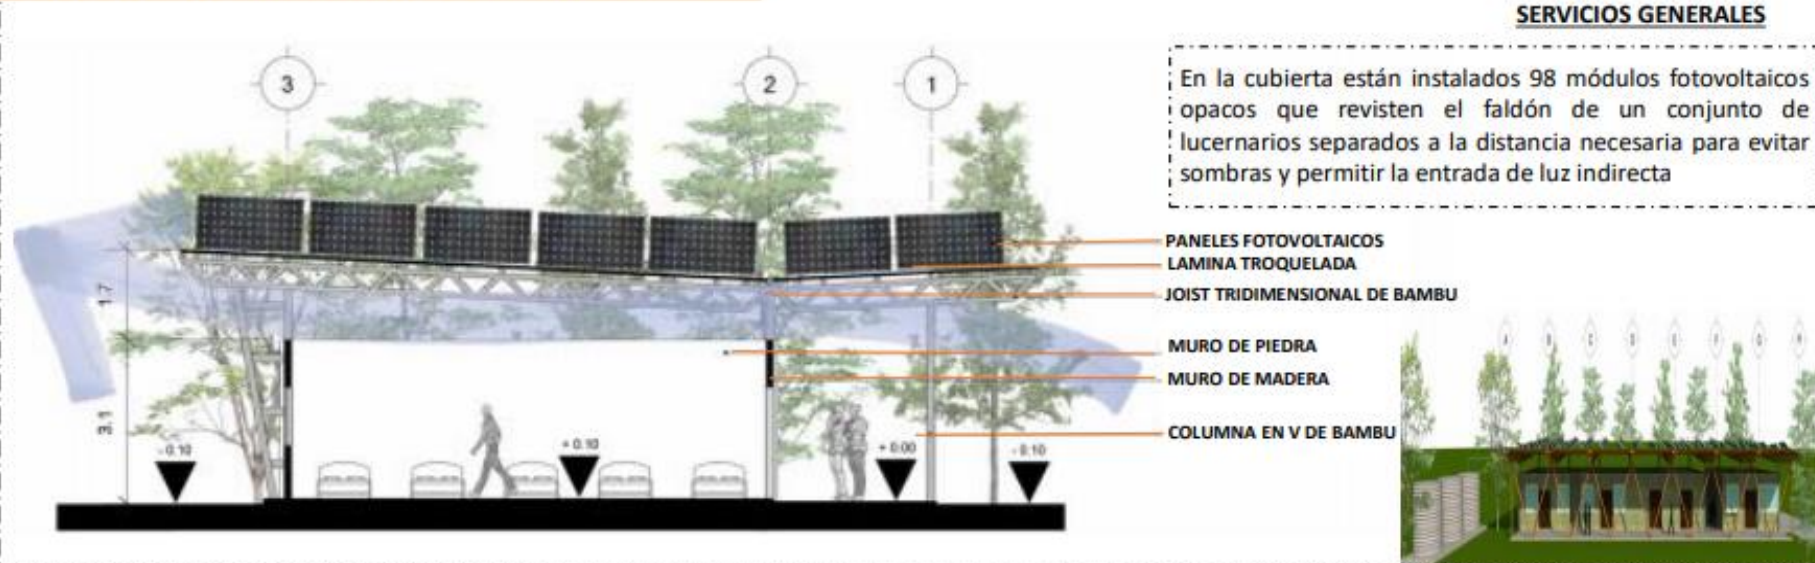 SERVICIOS GENERALES
En la cubierta están instalados 98 módulos fotovoltaicos
opacos que revisten el faldón de un conjunto de
lucernarios separados a la distancia necesaria para evitar
sombras y permitir la entrada de luz indirecta
3
2
1
PANELES FOTOVOLTAICOS
LAMINA TROQUELADA
JOIST TRIDIMENSIONAL DE BAMBU
MURO DE PIEDRA
MURO DE MADERA
COLUMNA EN V DE BAMBU
1.7
3.1
- 0.10
+ 0.10
+ 0.00
- 0.10